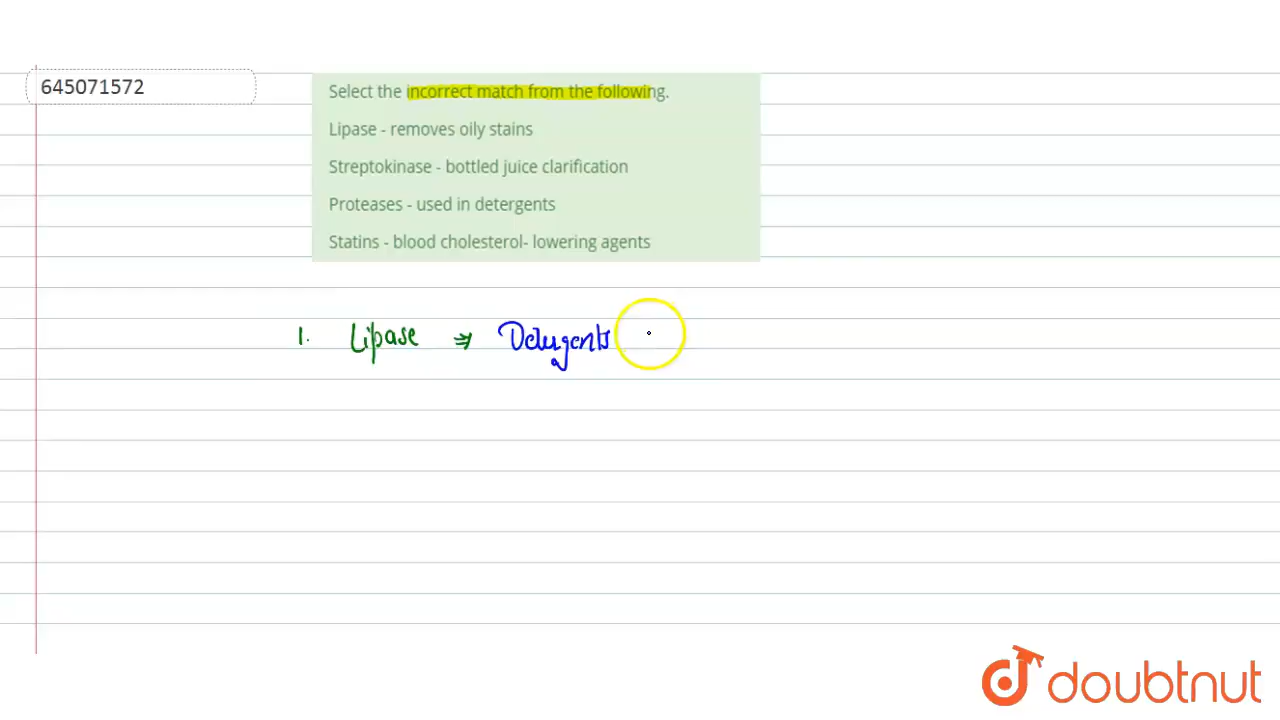 645071572
Select the incorrect match from the following.
Lipase - removes oily stains
Streptokinase - bottled juice clarification
Proteases - used in detergents
Statins - blood cholesterol- lowering agents
1. Lipase ⇒ Detergents
doubtnut